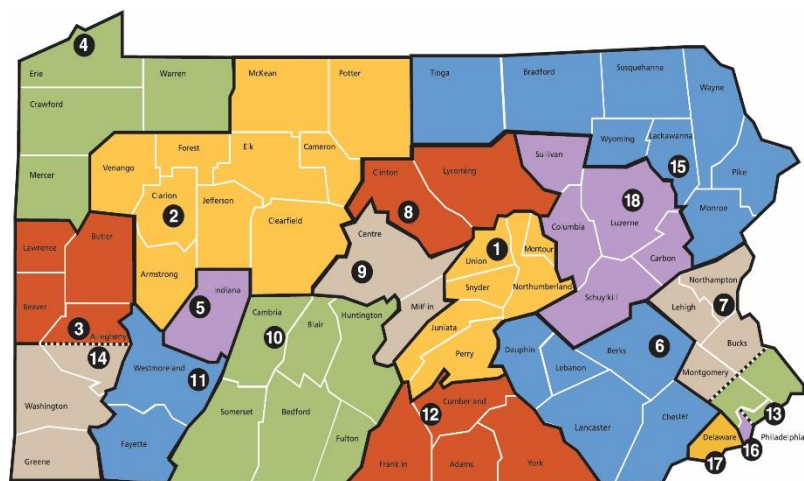 4
Erie
Warren
Crawford
Mercer
McKean
Potter
Tioga
Bradford
Susquehanna
Wayne
Wyoming
Lackawanna
15
Pike
Monroe
Venango
Forest
Elk
Cameron
Clarion
2
Jefferson
Clearfield
Armstrong
Clinton
Lycoming
8
Sullivan
18
Columbia
Luzerne
Carbon
Schuylkill
Centre
9
Mifflin
1
Union
Montour
Snyder
Northumberland
Juniata
Perry
Lawrence
Butler
Beaver
3
Allegheny
14
Washington
Greene
5
Indiana
Westmoreland
11
Fayette
Cambria
10
Blair
Huntington
Somerset
Bedford
Fulton
12
Cumberland
Franklin
Adams
York
Dauphin
Lebanon
Berks
6
Lancaster
Chester
Northampton
Lehigh
7
Bucks
Montgomery
13
Delaware
17
16
Philadelphia